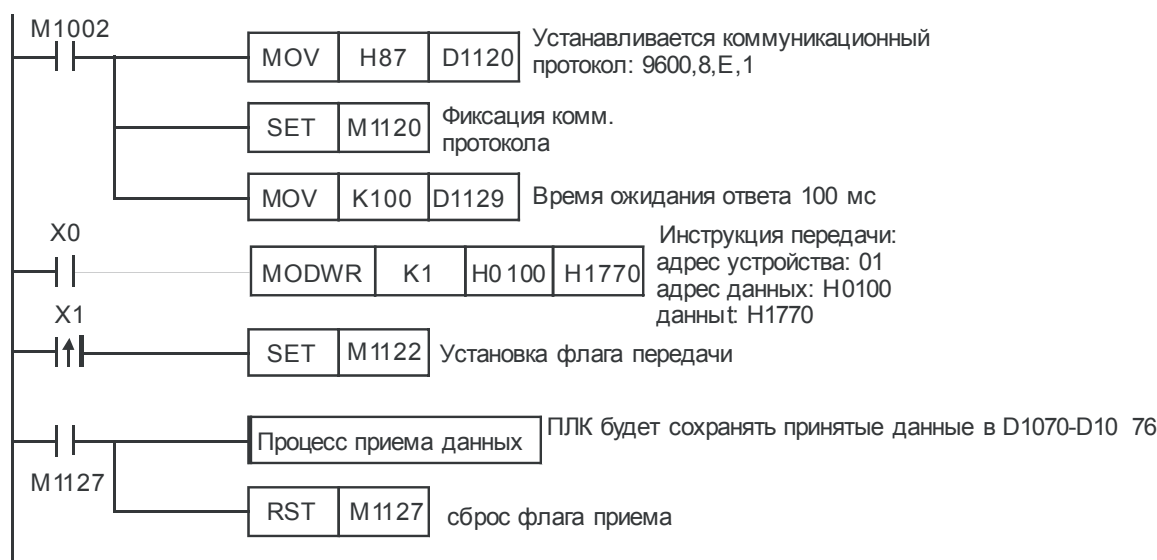 M1002
MOV H87 D1120
Устанавливается коммуникационный
протокол: 9600,8,E,1
SET M1120
Фиксация комм.
протокола
MOV K100 D1129
Время ожидания ответа 100 мс
X0
MODWR K1 H0100 H1770
Инструкция передачи:
адрес устройства: 01
адрес данных: H0100
данныt: H1770
X1
SET M1122
Установка флага передачи
M1127
Процесс приема данных
ПЛК будет сохранять принятые данные в D1070-D10 76
RST M1127
сброс флага приема